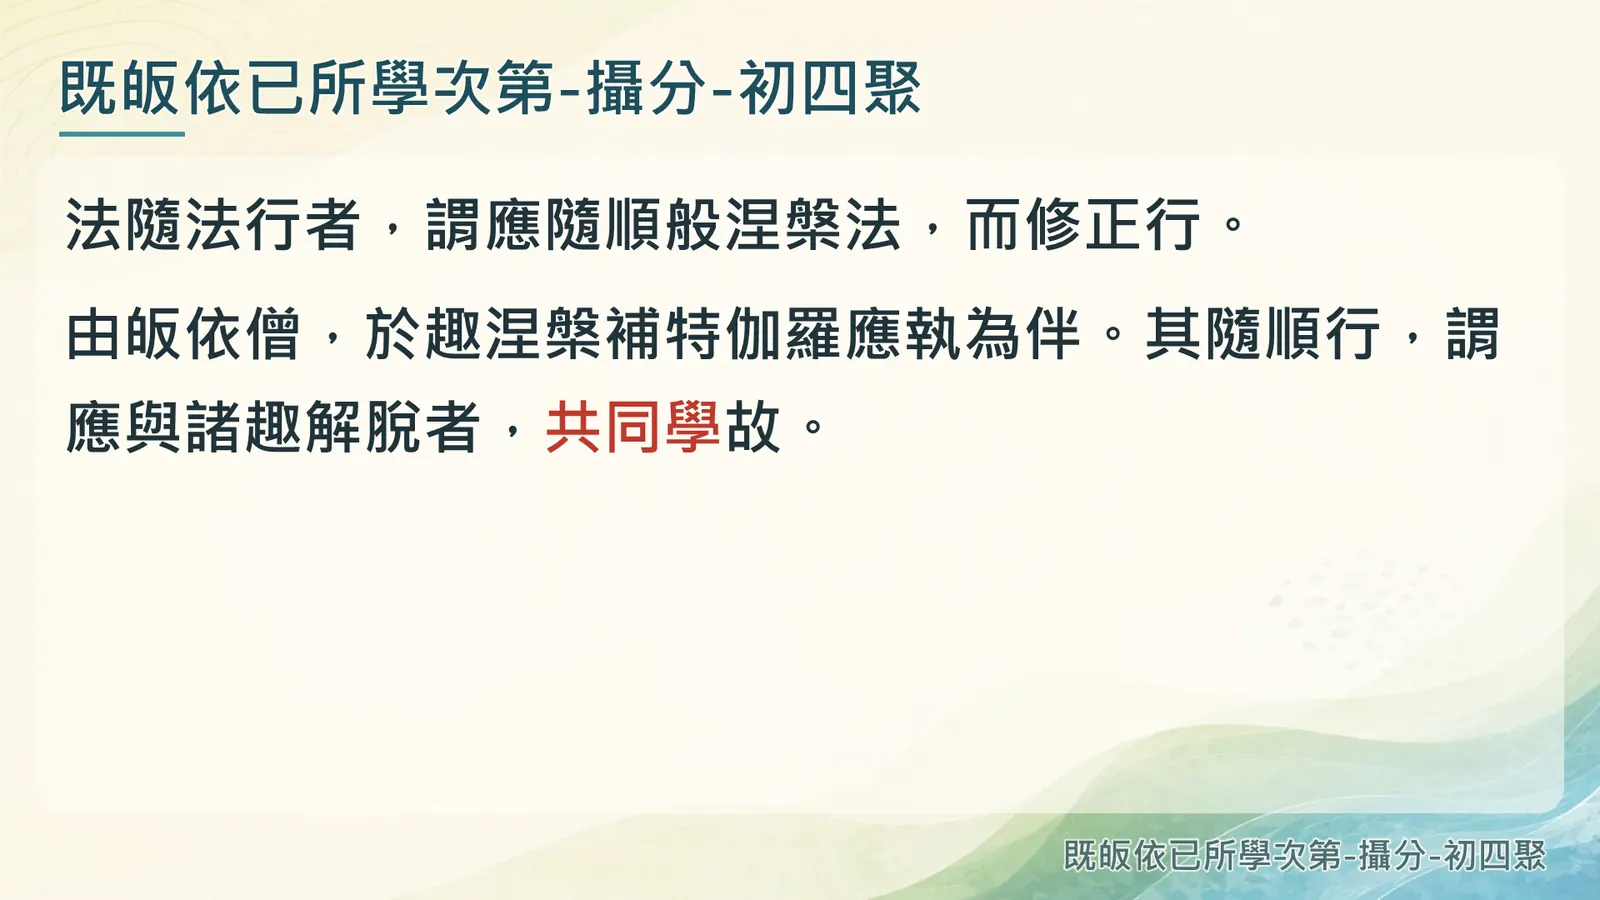 既皈依已所學次第-攝分-初四聚
法隨法行者，謂應隨順般涅槃法，而修正行。
由皈依僧，於趣涅槃補特伽羅應執為伴。其隨順行，謂
應與諸趣解脫者，共同學故。
既皈依已所學次第-攝分-初四聚